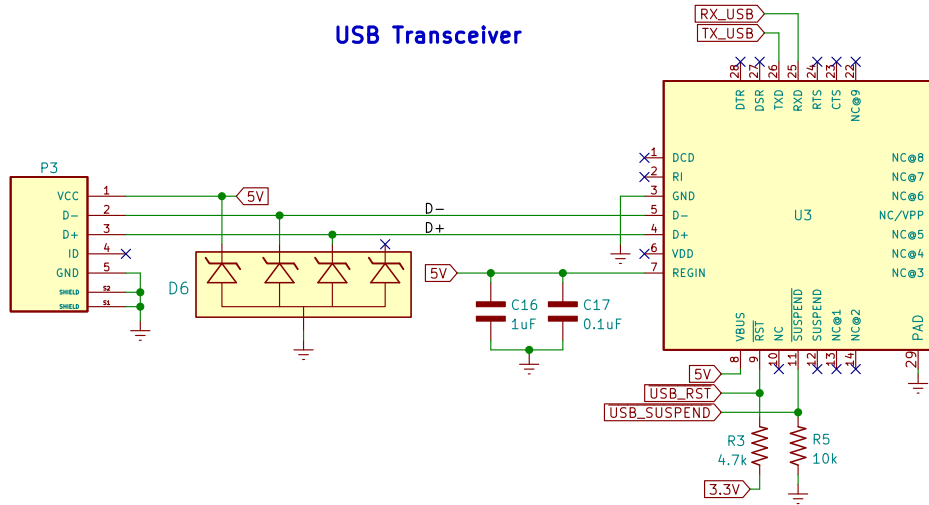 USB Transceiver
RX_USB
TX_USB
28 27 26 25 24 23 22
DTR DSR TXD RXD RTS CTS NC@9
P3
VCC 1 5V
D- 2 D-
D+ 3 D+
ID 4
GND 5
SHIELD S2
SHIELD S1
D6
1 DCD
2 RI
3 GND
5 D-
4 D+
6 VDD
7 REGIN
U3
NC@8
NC@7
NC@6
NC/VPP
NC@5
NC@4
NC@3
5V
C16
1uF
C17
0.1uF
VBUS RST NC SUSPEND SUSPEND NC@1 NC@2 PAD
8 9 10 11 12 13 14 29
5V
USB_RST
USB_SUSPEND
R3
4.7k
R5
10k
3.3V